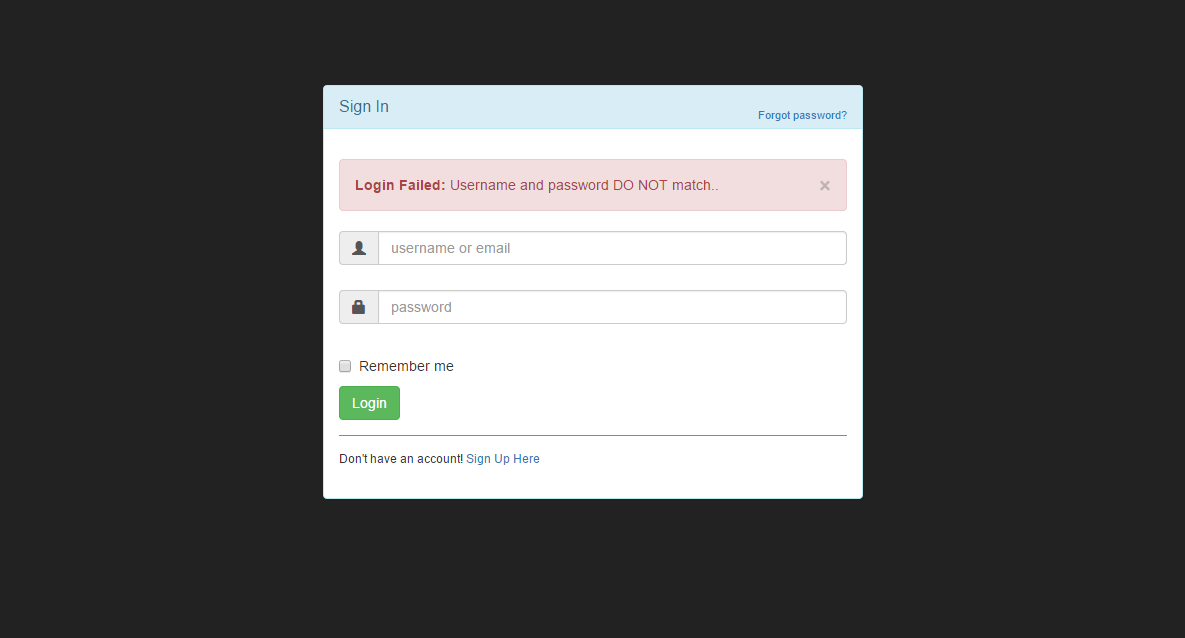 Sign In
Forgot password?
Login Failed: Username and password DO NOT match..
×
username or email
password
Remember me
Login
Don't have an account! Sign Up Here